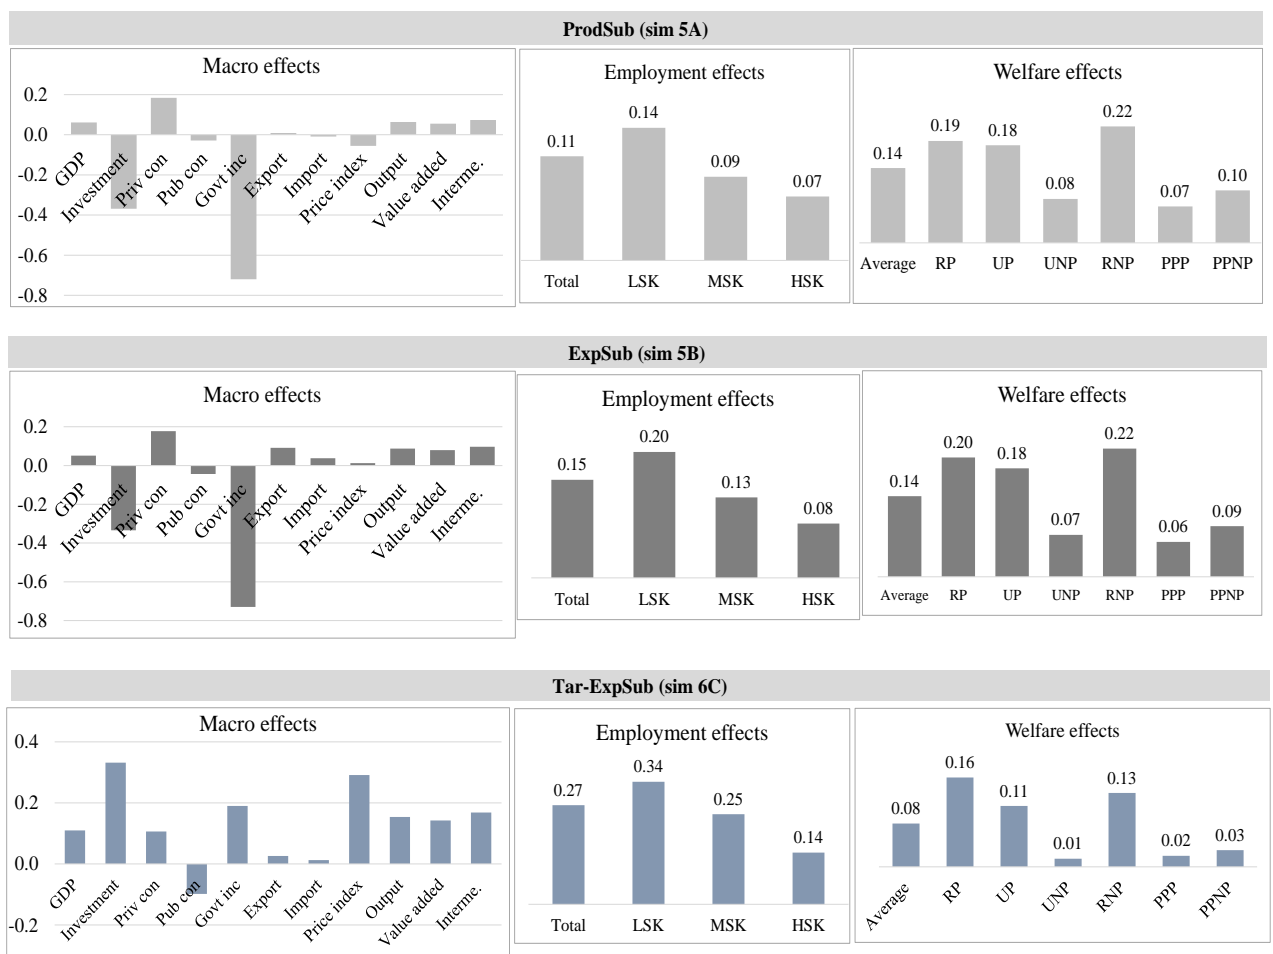 ProdSub (sim 5A)
Macro effects
0.2
0.0
-0.2
-0.4
-0.6
-0.8
GDP
Investment
Priv con
Pub con
Govt inc
Export
Import
Price index
Output
Value added
Interme.
Employment effects
0.11
0.14
0.09
0.07
Total LSK MSK HSK
Welfare effects
0.14
0.19
0.18
0.08
0.22
0.07
0.10
Average RP UP UNP RNP PPP PPNP
ExpSub (sim 5B)
Macro effects
0.2
0.0
-0.2
-0.4
-0.6
-0.8
GDP
Investment
Priv con
Pub con
Govt inc
Export
Import
Price index
Output
Value added
Interme.
Employment effects
0.15
0.20
0.13
0.08
Total LSK MSK HSK
Welfare effects
0.14
0.20
0.18
0.07
0.22
0.06
0.09
Average RP UP UNP RNP PPP PPNP
Tar-ExpSub (sim 6C)
Macro effects
0.4
0.2
0.0
-0.2
GDP
Investment
Priv con
Pub con
Govt inc
Export
Import
Price index
Output
Value added
Interme.
Employment effects
0.27
0.34
0.25
0.14
Total LSK MSK HSK
Welfare effects
0.08
0.16
0.11
0.01
0.13
0.02
0.03
Average
RP
UP
UNP
RNP
PPP
PPNP